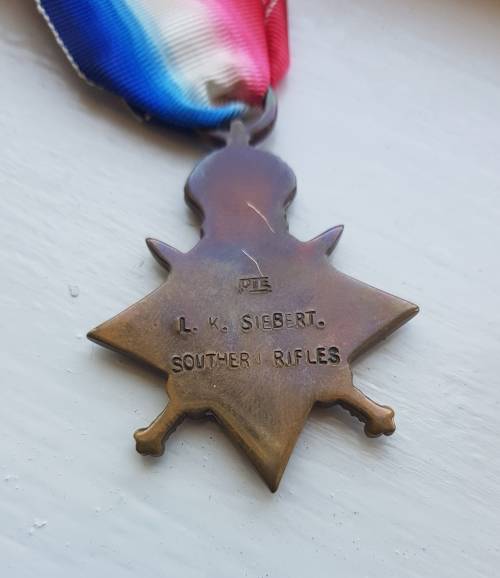 PTE
L. K. SIEBERT.
SOUTHERN RIFLES